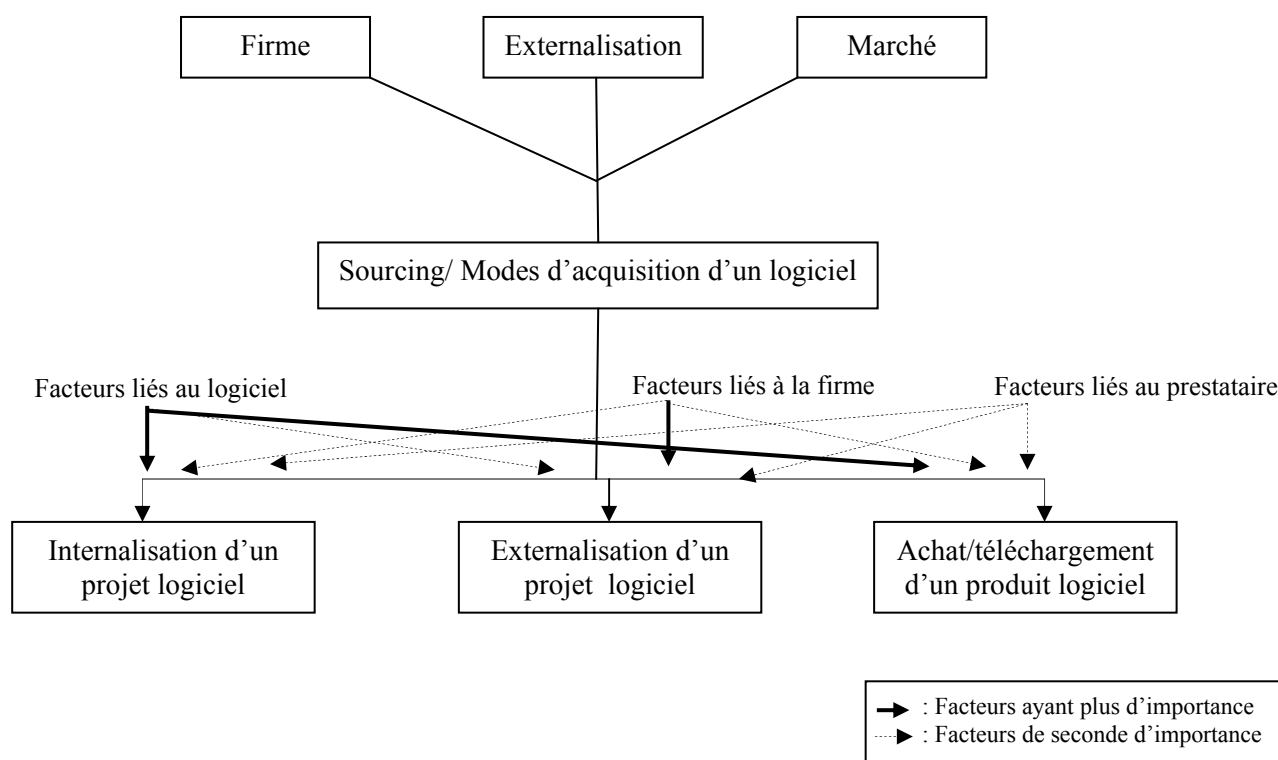 Firme
Externalisation
Marché
Sourcing/ Modes d’acquisition d’un logiciel
Facteurs liés au logiciel
Facteurs liés à la firme
Facteurs liés au prestataire
Internalisation d’un
projet logiciel
Externalisation d’un
projet logiciel
Achat/téléchargement
d’un produit logiciel
: Facteurs ayant plus d’importance
: Facteurs de seconde d’importance